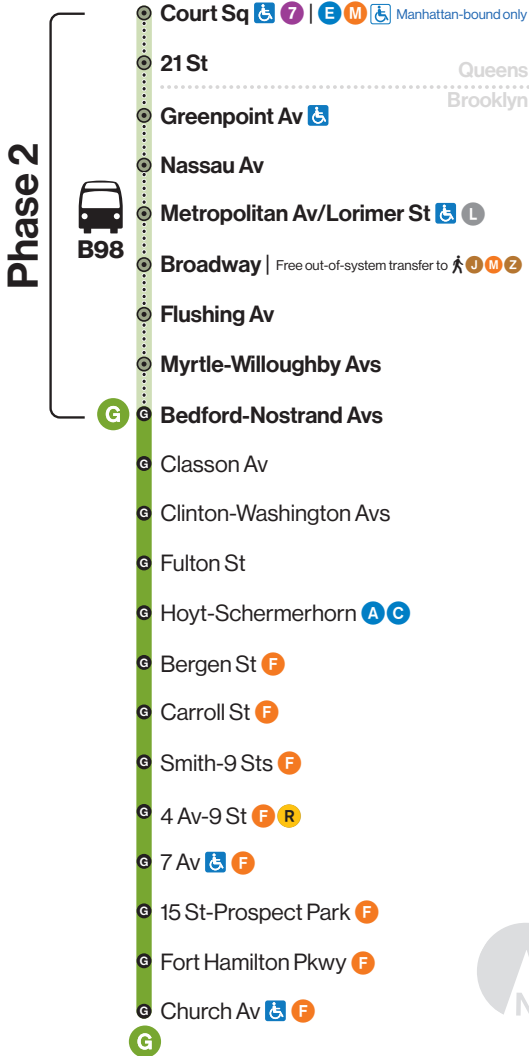 Phase 2
B98
Court Sq 7 | E M Manhattan-bound only
21 St
Queens
Brooklyn
Greenpoint Av
Nassau Av
Metropolitan Av/Lorimer St L
Broadway | Free out-of-system transfer to J M Z
Flushing Av
Myrtle-Willoughby Avs
G G Bedford-Nostrand Avs
G Classon Av
G Clinton-Washington Avs
G Fulton St
G Hoyt-Schermerhorn A C
G Bergen St F
G Carroll St F
G Smith-9 Sts F
G 4 Av-9 St F R
G 7 Av F
G 15 St-Prospect Park F
G Fort Hamilton Pkwy F
G Church Av F
G